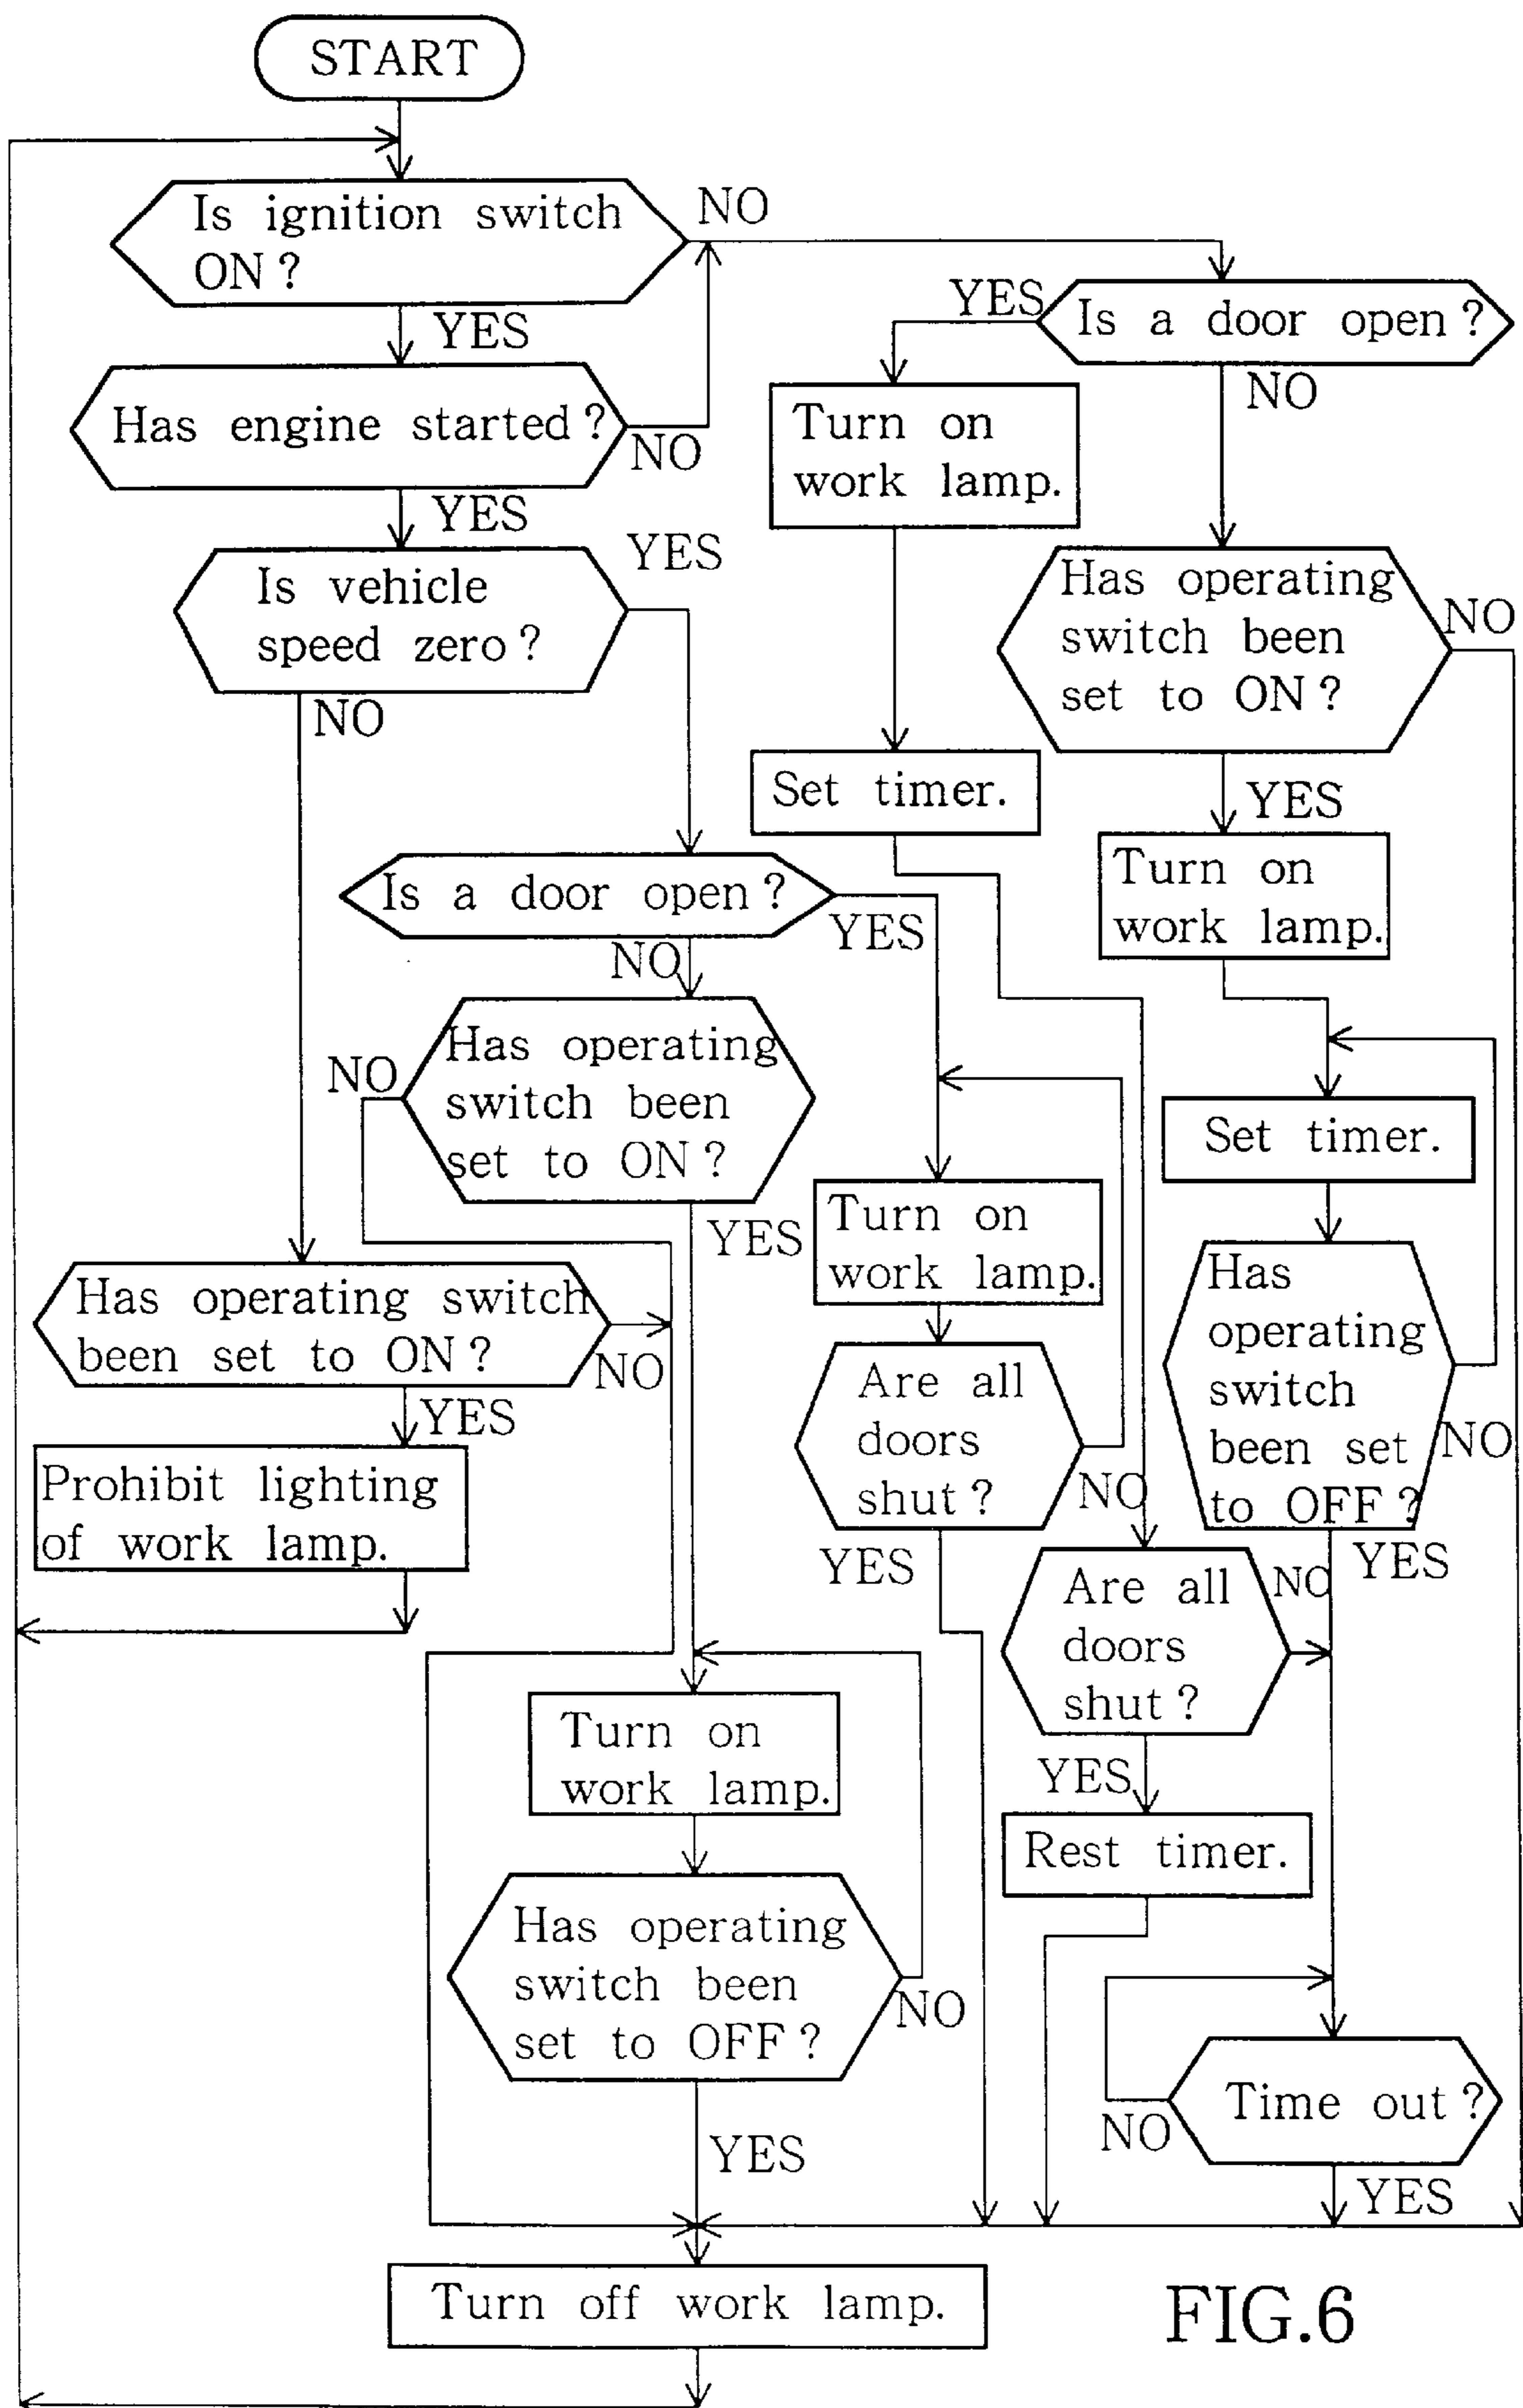 START
Is ignition switch
ON?
NO
YES
Has engine started?
NO
YES
Is vehicle
speed zero?
YES
NO
Is a door open?
YES
NO
Turn on
work lamp.
Has operating
switch been
set to ON?
NO
YES
Set timer.
Turn on
work lamp.
Is a door open?
YES
NO
Has operating
switch been
set to ON?
NO
YES
Set timer.
Turn on
work lamp.
Has
operating
switch
been set
to OFF?
NO
YES
Has operating switch
been set to ON?
NO
YES
Are all
doors
shut?
NO
YES
Prohibit lighting
of work lamp.
Are all
doors
shut?
NO
YES
Turn on
work lamp.
Rest timer.
Has operating
switch been
set to OFF?
NO
YES
Time out?
NO
YES
Turn off work lamp.
FIG.6